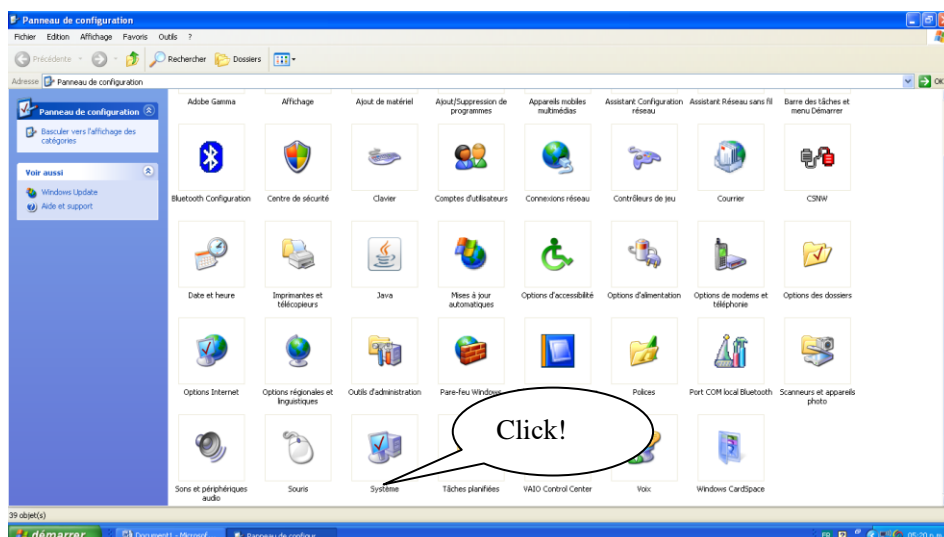 Panneau de configuration
Fichier Edition Affichage Favoris Outils ?
Précédente Rechercher Dossiers
Adresse Panneau de configuration OK
Panneau de configuration
Basculer vers l'affichage des
catégories
Voir aussi
Windows Update
Aide et support
Adobe Gamma Affichage Ajout de matériel Ajout/Suppression de Appareils mobiles Assistant Configuration Assistant Réseau sans fil Barre des tâches et
programmes multimédias réseau menu Démarrer
Bluetooth Configuration Centre de sécurité Clavier Comptes d'utilisateurs Connexions réseau Contrôleurs de jeu Courrier CSNW
Date et heure Imprimantes et Java Mises à jour Options d'accessibilité Options d'alimentation Options de modems et Options des dossiers
télécopieurs automatiques téléphonie
Options Internet Options régionales et Outils d'administration Pare-feu Windows Polices Port COM local Bluetooth Scanneurs et appareils
linguistiques photo
Click!
Sons et périphériques Souris Système Tâches planifiées VAIO Control Center Voix Windows CardSpace
audio
39 objet(s)
démarrer Document1 - Microsof... Panneau de configur... FR 05:20